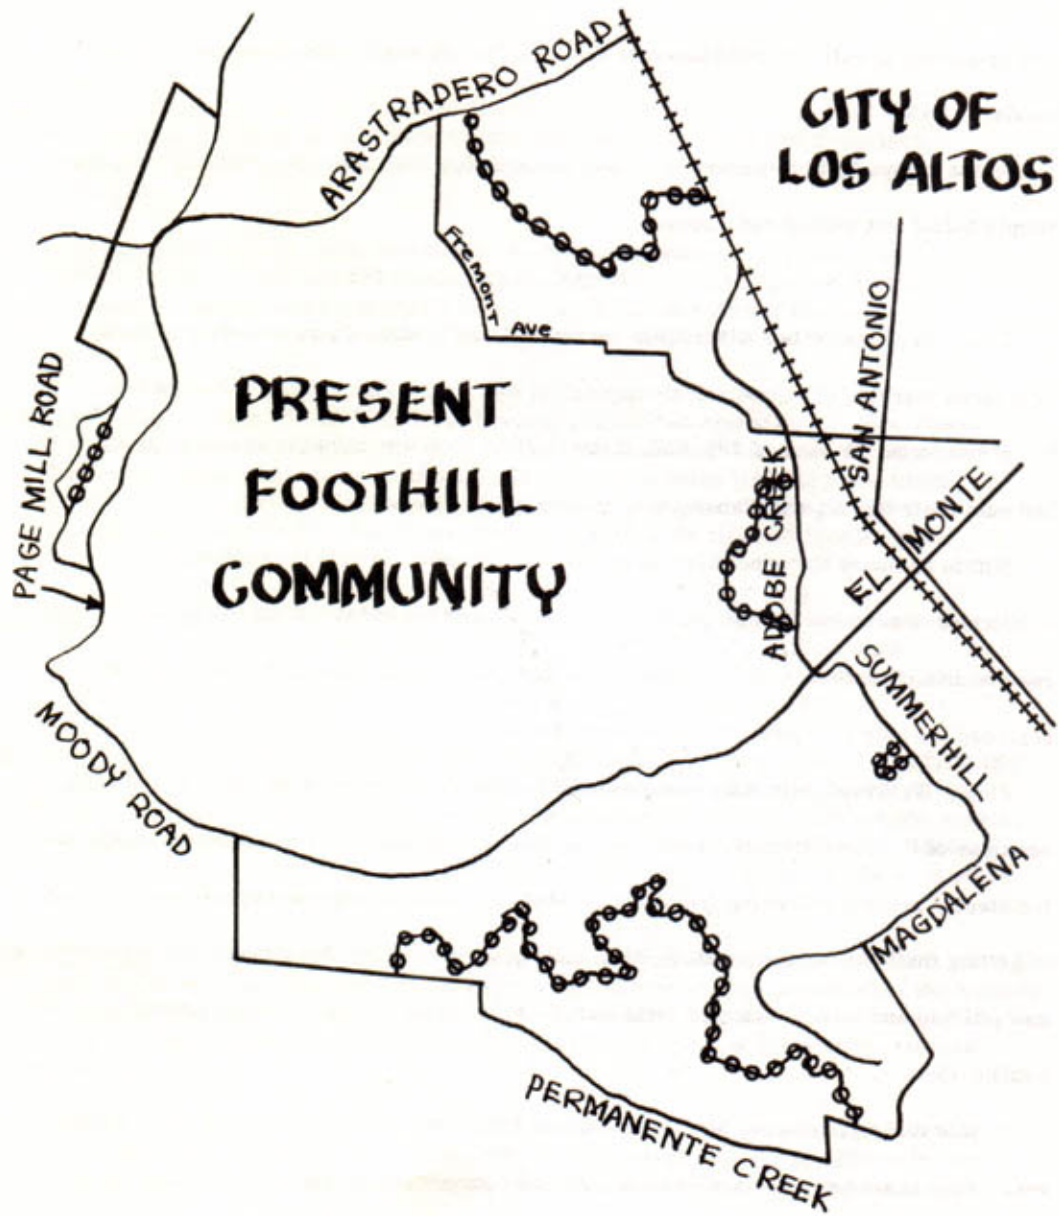 CITY OF
LOS ALTOS
ARASTRADERO ROAD
FREMONT
AVE
SAN ANTONIO
PRESENT
FOOTHILL
COMMUNITY
PAGE MILL ROAD
ADOBE CREEK
EL MONTE
SUMMERHILL
MOODY ROAD
MAGDALENA
PERMANENTE CREEK